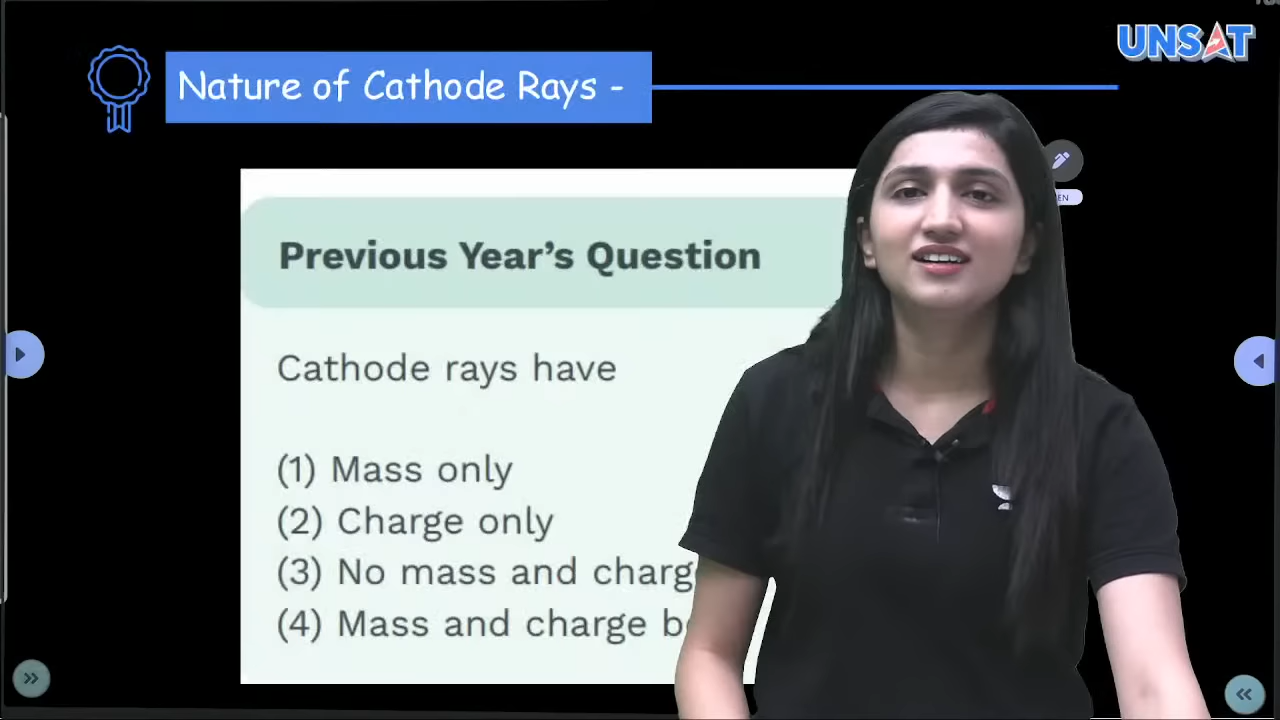 UNSAT
Nature of Cathode Rays -
EN
Previous Year's Question
Cathode rays have
(1) Mass only
(2) Charge only
(3) No mass and
(4) Mass and charge